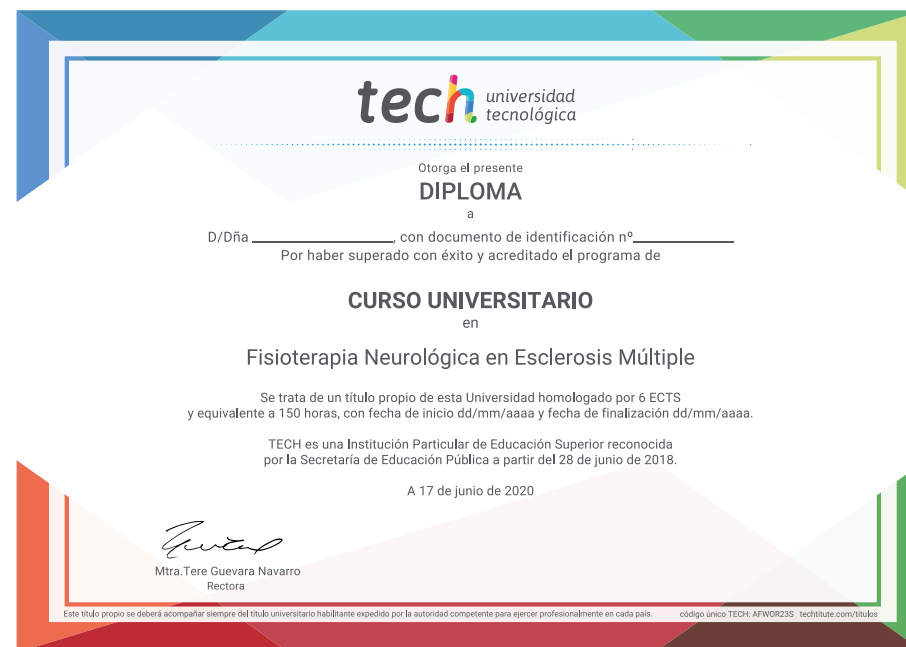 tech universidad
tecnológica
Otorga el presente
DIPLOMA
a
D/Dña ______________, con documento de identificación nº__________
Por haber superado con éxito y acreditado el programa de
CURSO UNIVERSITARIO
en
Fisioterapia Neurológica en Esclerosis Múltiple
Se trata de un título propio de esta Universidad homologado por 6 ECTS
y equivalente a 150 horas, con fecha de inicio dd/mm/aaaa y fecha de finalización dd/mm/aaaa.
TECH es una Institución Particular de Educación Superior reconocida
por la Secretaría de Educación Pública a partir del 28 de junio de 2018.
A 17 de junio de 2020
Mtra.Tere Guevara Navarro
Rectora
Este título propio se deberá acompañar siempre del título universitario habilitante expedido por la autoridad competente para ejercer profesionalmente en cada país. código único TECH: AFWOR23S techtitute.com/titulos